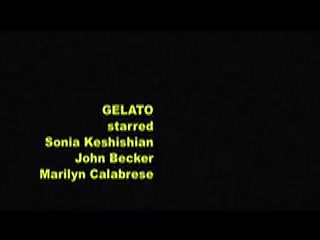 GELATO
starred
Sonia Keshishian
John Becker
Marilyn Calabrese